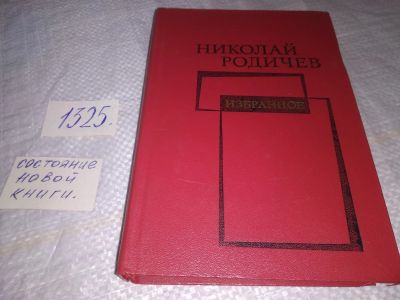 НИКОЛАЙ
РОДИЧЕВ
ИЗБРАННОЕ
1325.
состояние
новой
книги.